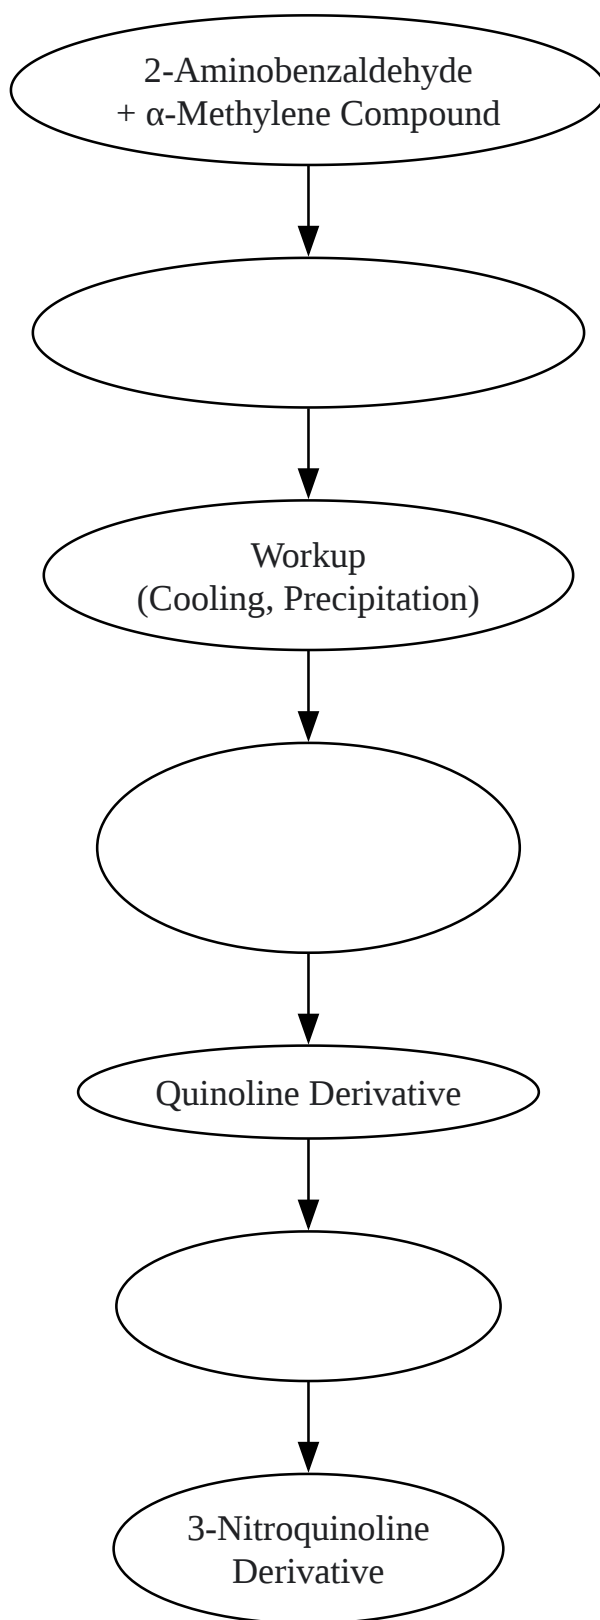 2-Aminobenzaldehyde
+ α-Methylene Compound
Workup
(Cooling, Precipitation)
Quinoline Derivative
3-Nitroquinoline
Derivative